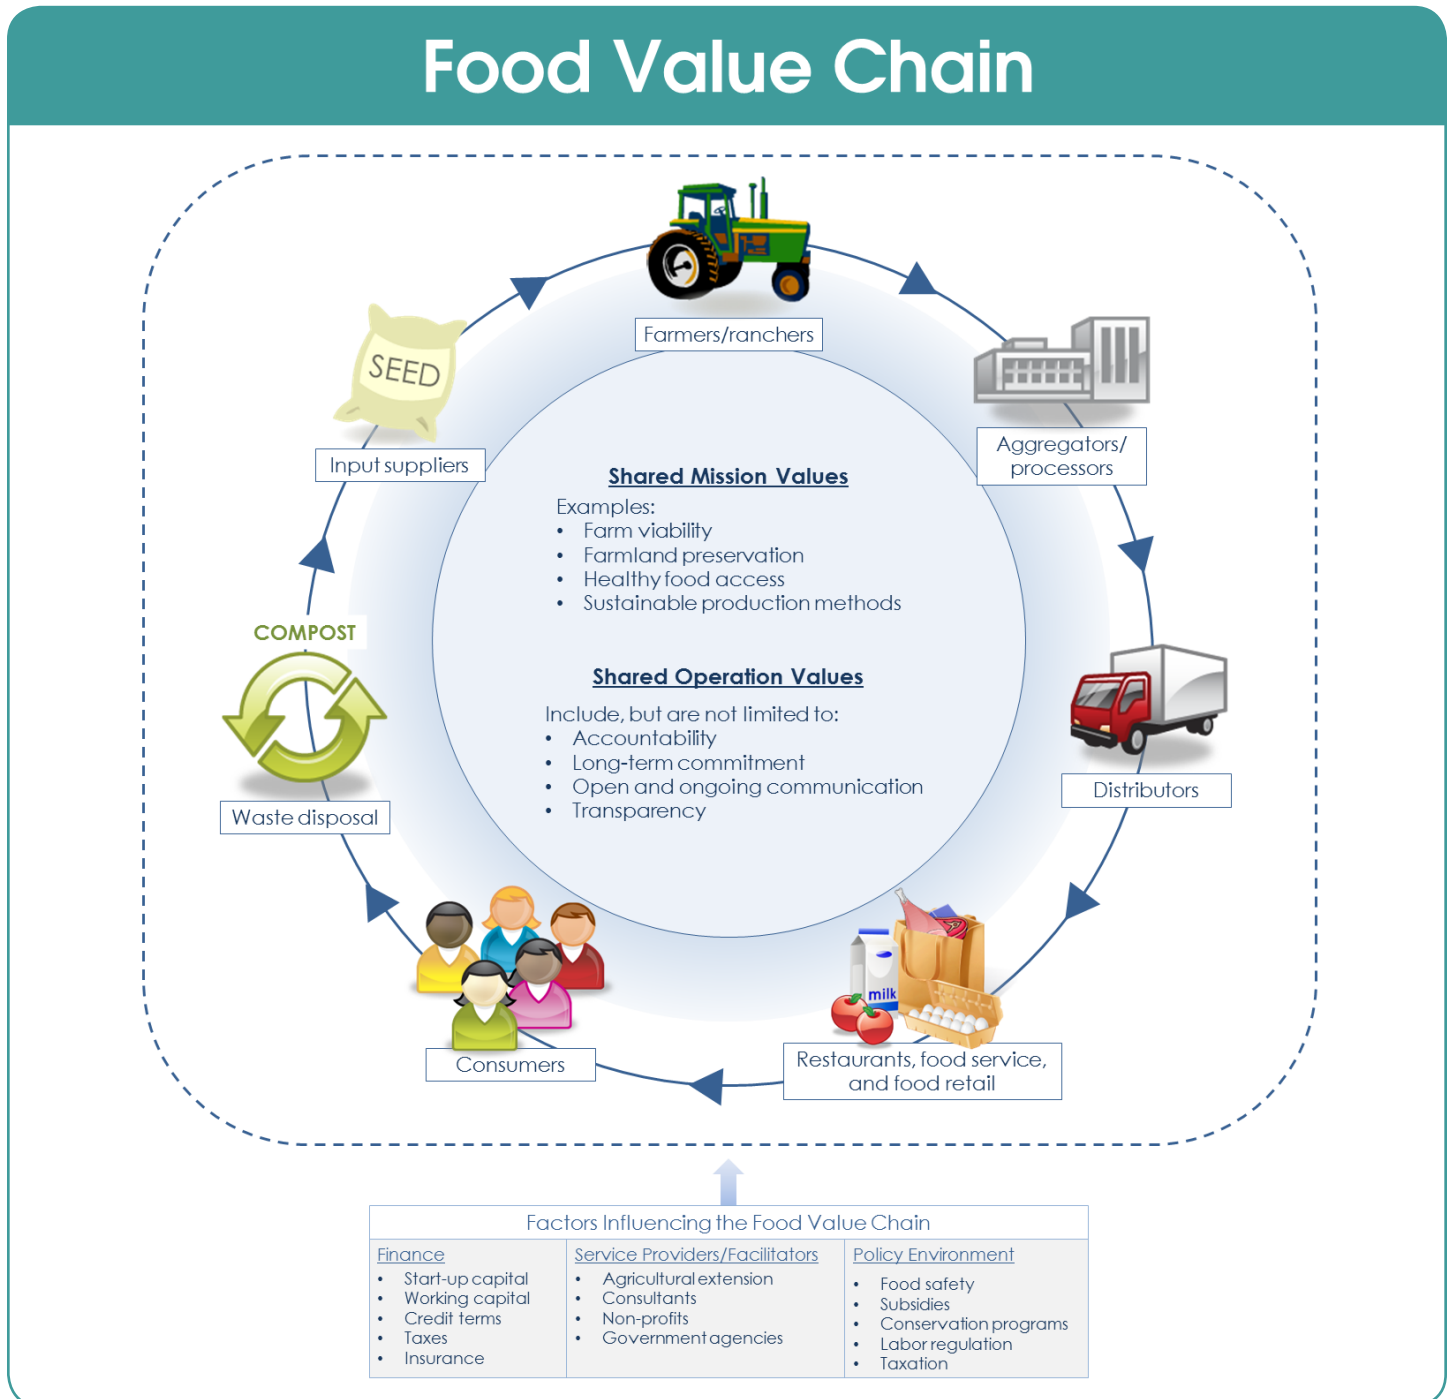 Food Value Chain
Farmers/ranchers
SEED
Input suppliers
Aggregators/
processors
Shared Mission Values
Examples:
• Farm viability
• Farmland preservation
• Healthy food access
• Sustainable production methods
COMPOST
Waste disposal
Shared Operation Values
Include, but are not limited to:
• Accountability
• Long-term commitment
• Open and ongoing communication
• Transparency
Distributors
milk
Consumers
Restaurants, food service,
and food retail
Factors Influencing the Food Value Chain
Finance
• Start-up capital
• Working capital
• Credit terms
• Taxes
• Insurance
Service Providers/Facilitators
• Agricultural extension
• Consultants
• Non-profits
• Government agencies
Policy Environment
• Food safety
• Subsidies
• Conservation programs
• Labor regulation
• Taxation